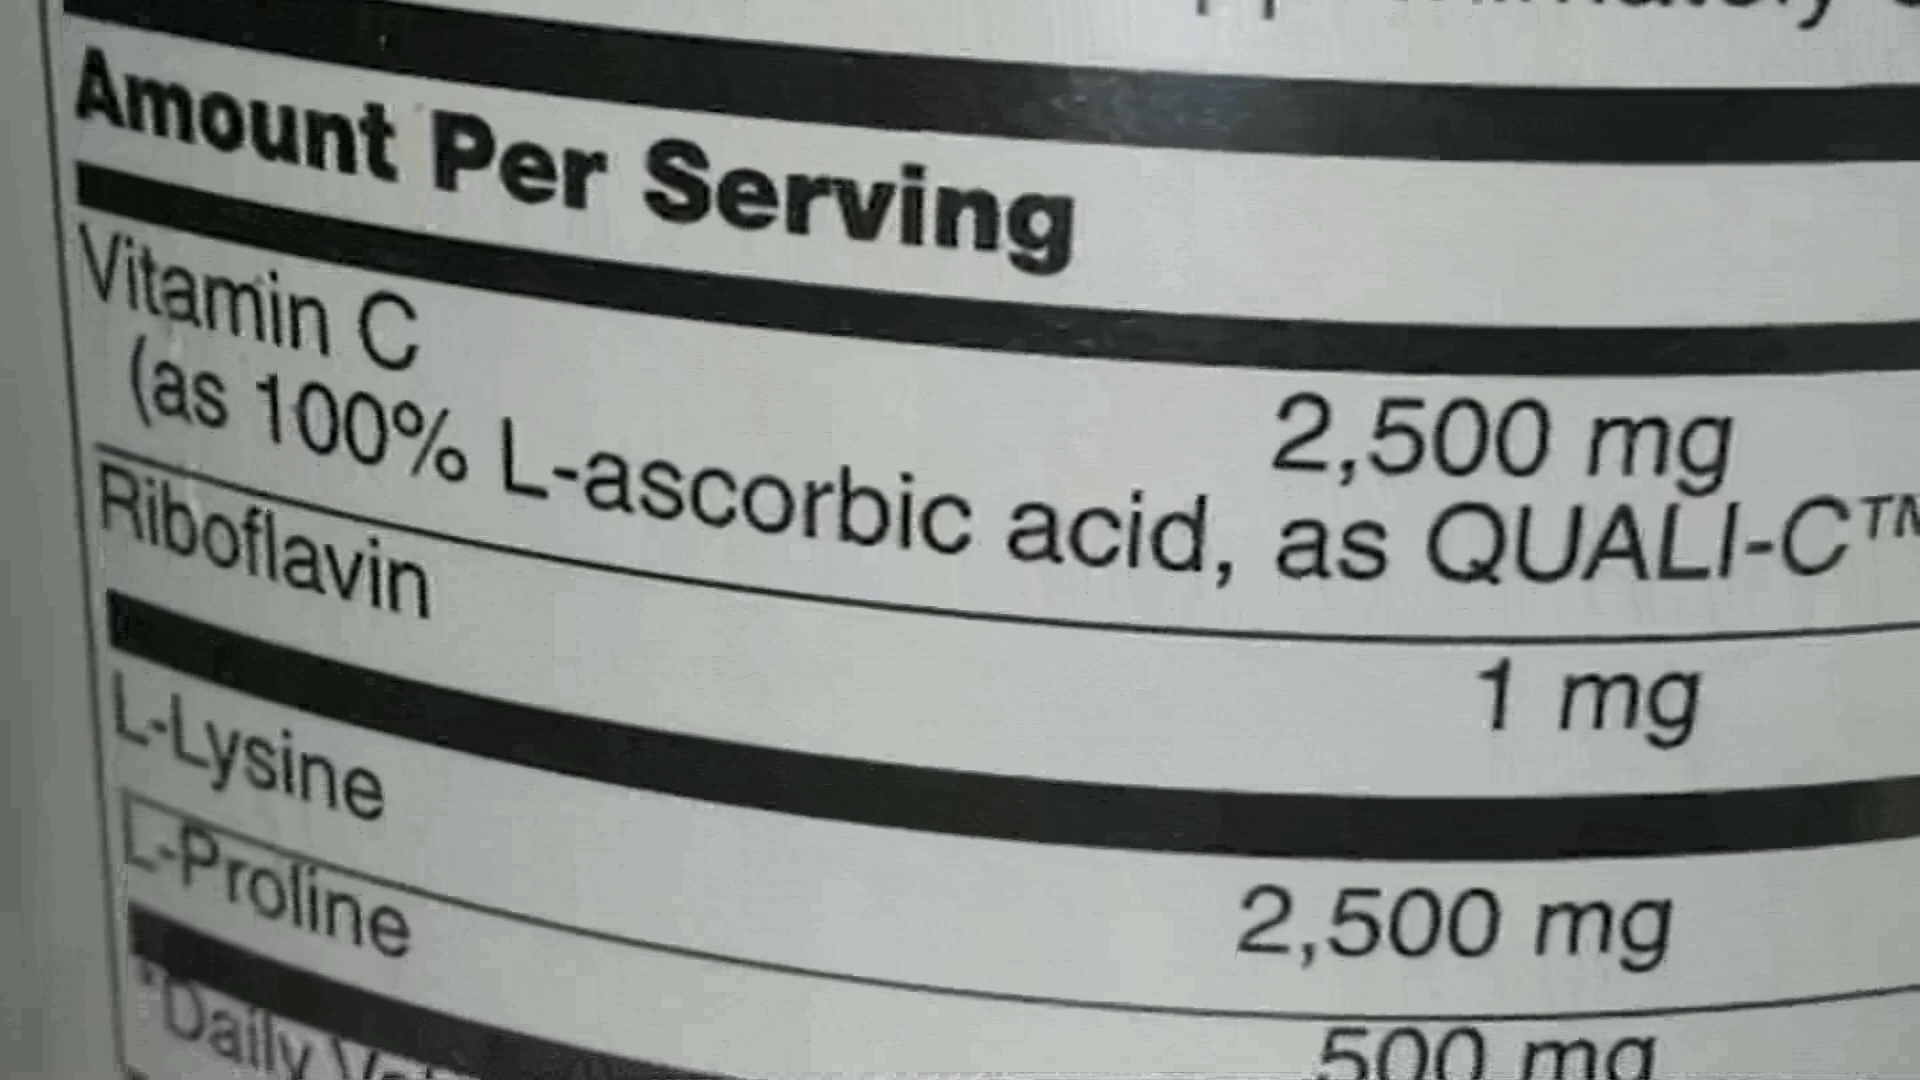 Amount Per Serving
Vitamin C 2,500 mg
(as 100% L-ascorbic acid, as QUALI-C™
Riboflavin 1 mg
L-Lysine 2,500 mg
L-Proline 500 mg
*Daily